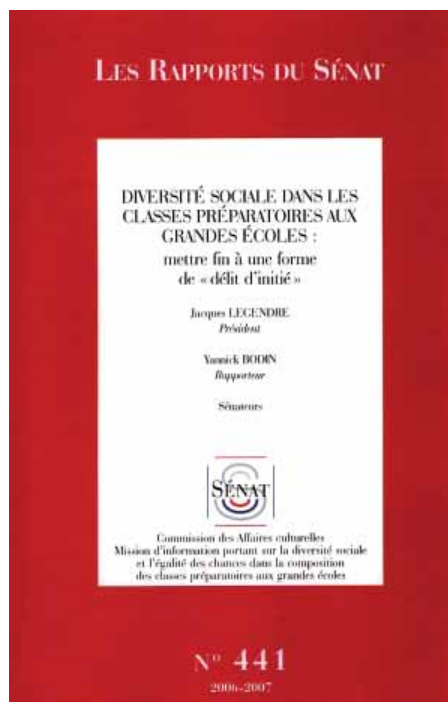 LES RAPPORTS DU SÉNAT
DIVERSITÉ SOCIALE DANS LES
CLASSES PRÉPARATOIRES AUX
GRANDES ÉCOLES :
mettre fin à une forme
de « délit d'initié »
Jacques LEGENDRE
Président
Yannick BODIN
Rapporteur
Sénateurs
SÉNAT
Commission des Affaires culturelles
Mission d'information portant sur la diversité sociale
et l'égalité des chances dans la composition
des classes préparatoires aux grandes écoles
N° 441
2006-2007